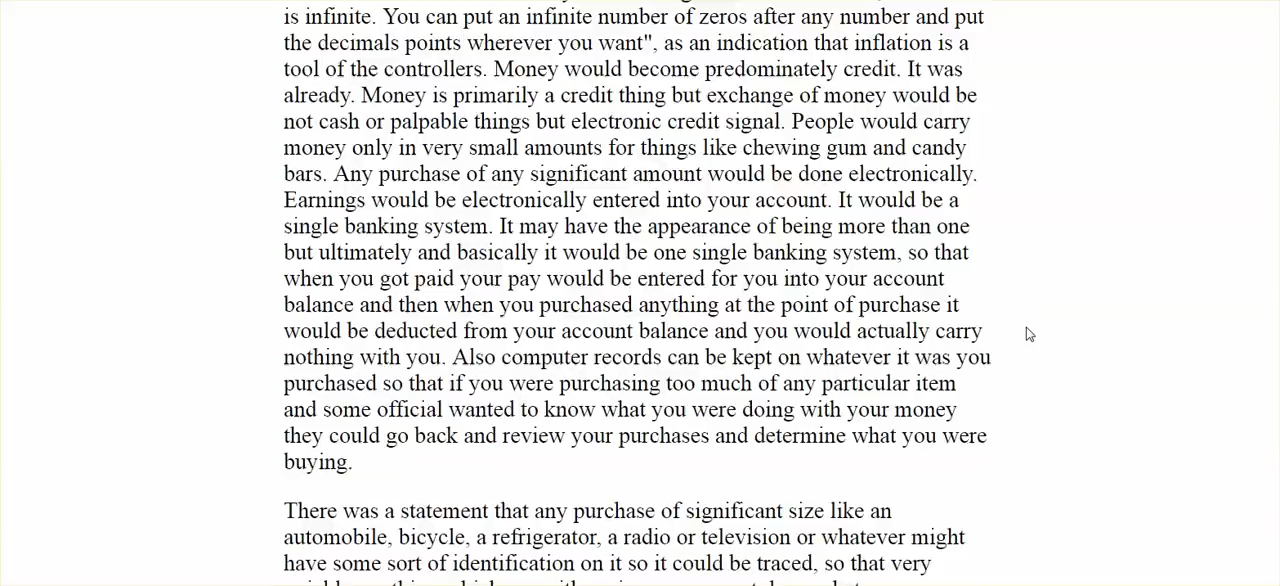 is infinite. You can put an infinite number of zeros after any number and put
the decimals points wherever you want", as an indication that inflation is a
tool of the controllers. Money would become predominately credit. It was
already. Money is primarily a credit thing but exchange of money would be
not cash or palpable things but electronic credit signal. People would carry
money only in very small amounts for things like chewing gum and candy
bars. Any purchase of any significant amount would be done electronically.
Earnings would be electronically entered into your account. It would be a
single banking system. It may have the appearance of being more than one
but ultimately and basically it would be one single banking system, so that
when you got paid your pay would be entered for you into your account
balance and then when you purchased anything at the point of purchase it
would be deducted from your account balance and you would actually carry
nothing with you. Also computer records can be kept on whatever it was you
purchased so that if you were purchasing too much of any particular item
and some official wanted to know what you were doing with your money
they could go back and review your purchases and determine what you were
buying.
There was a statement that any purchase of significant size like an
automobile, bicycle, a refrigerator, a radio or television or whatever might
have some sort of identification on it so it could be traced, so that very